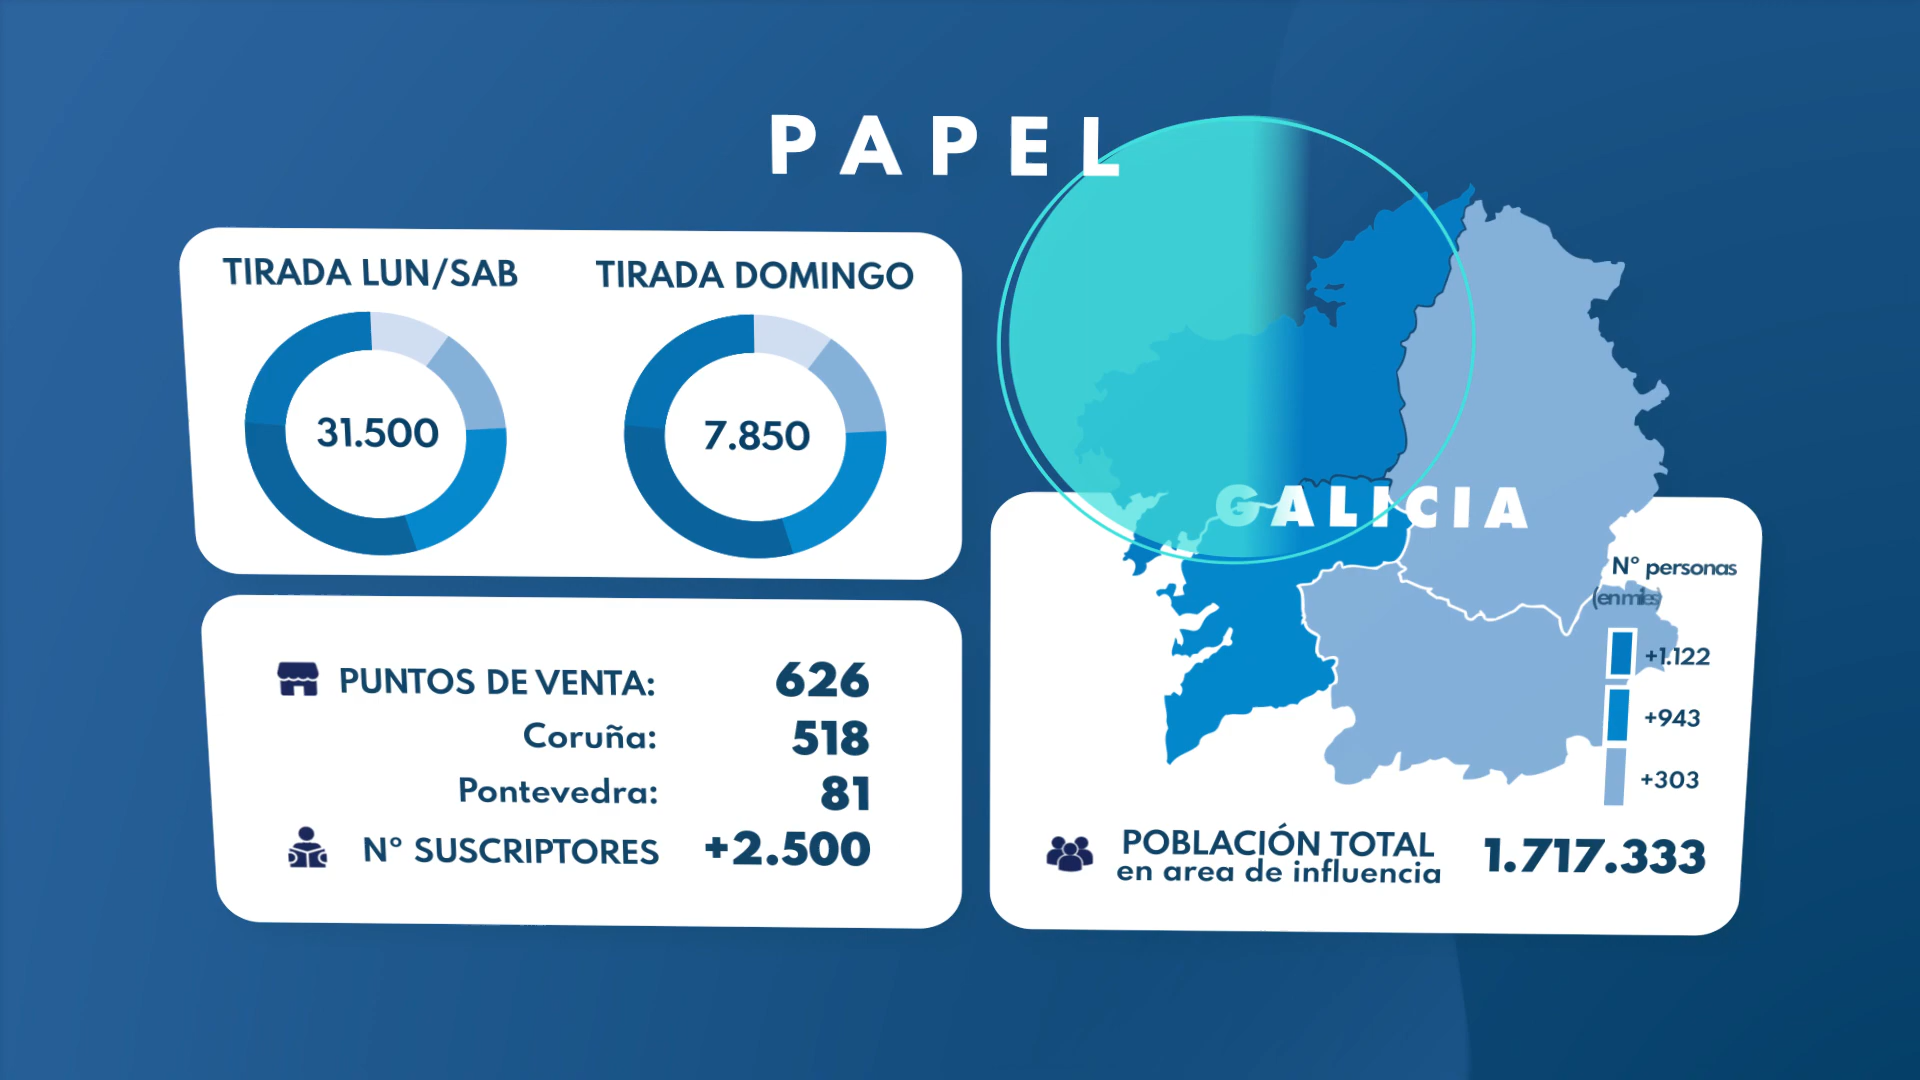 PAPEL
TIRADA LUN/SAB
TIRADA DOMINGO
31.500
7.850
PUNTOS DE VENTA: 626
Coruña: 518
Pontevedra: 81
N° SUSCRIPTORES +2.500
GALICIA
N° personas
(en miles)
+1.122
+943
+303
POBLACIÓN TOTAL
en area de influencia
1.717.333